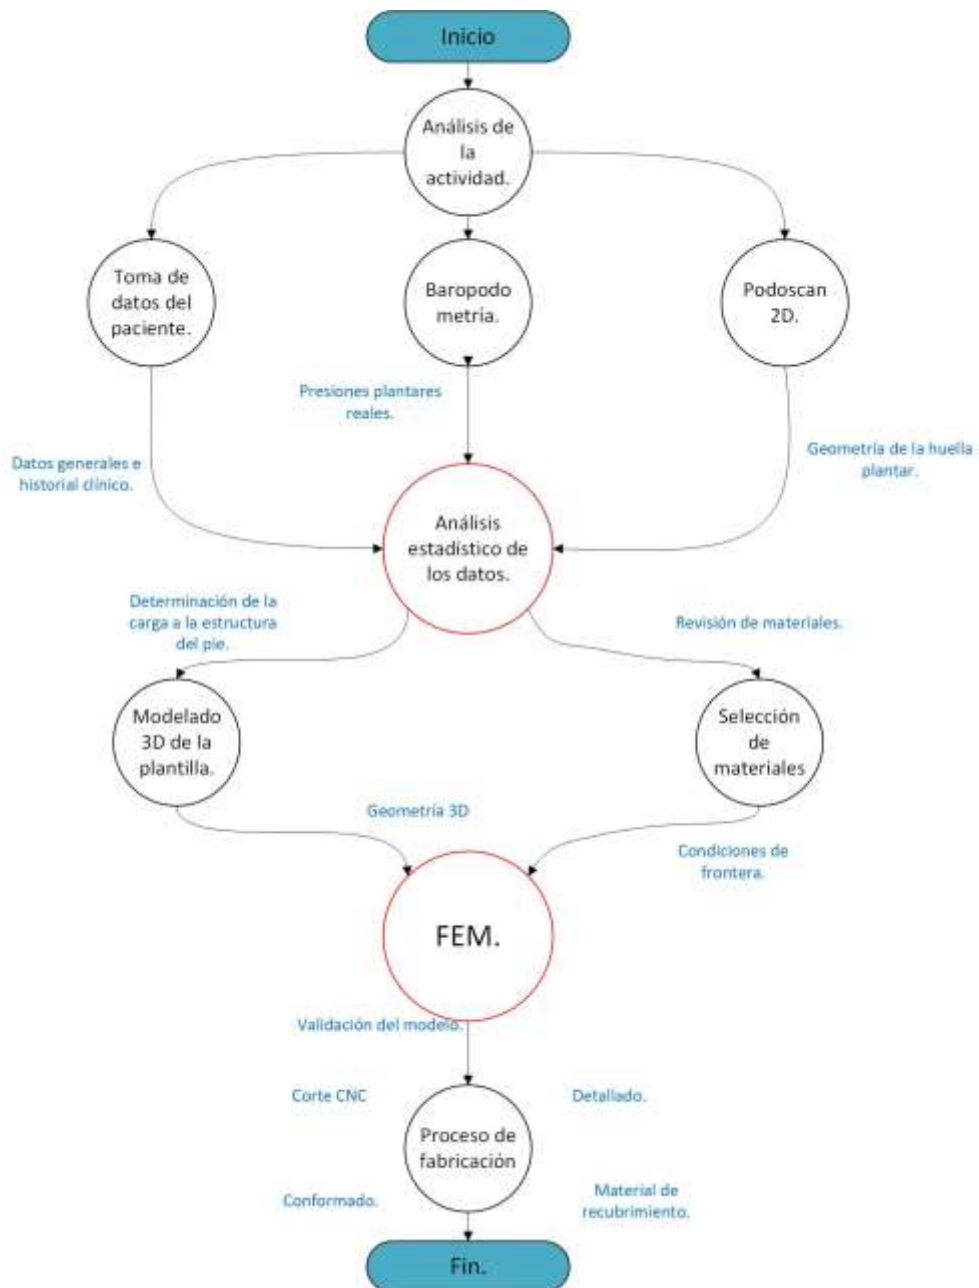 Inicio
Análisis de
la
actividad.
Toma de
datos del
paciente.
Baropodo
metría.
Podoscan
2D.
Presiones plantares
reales.
Datos generales e
historial clínico.
Geometría de la huella
plantar.
Análisis
estadístico de
los datos.
Determinación de la
carga a la estructura
del pie.
Revisión de materiales.
Modelado
3D de la
plantilla.
Selección
de
materiales
Geometría 3D
Condiciones de
frontera.
FEM.
Validación del modelo.
Corte CNC
Detallado.
Proceso de
fabricación
Conformado.
Material de
recubrimiento.
Fin.